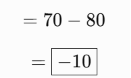 = 70 − 80
= −10